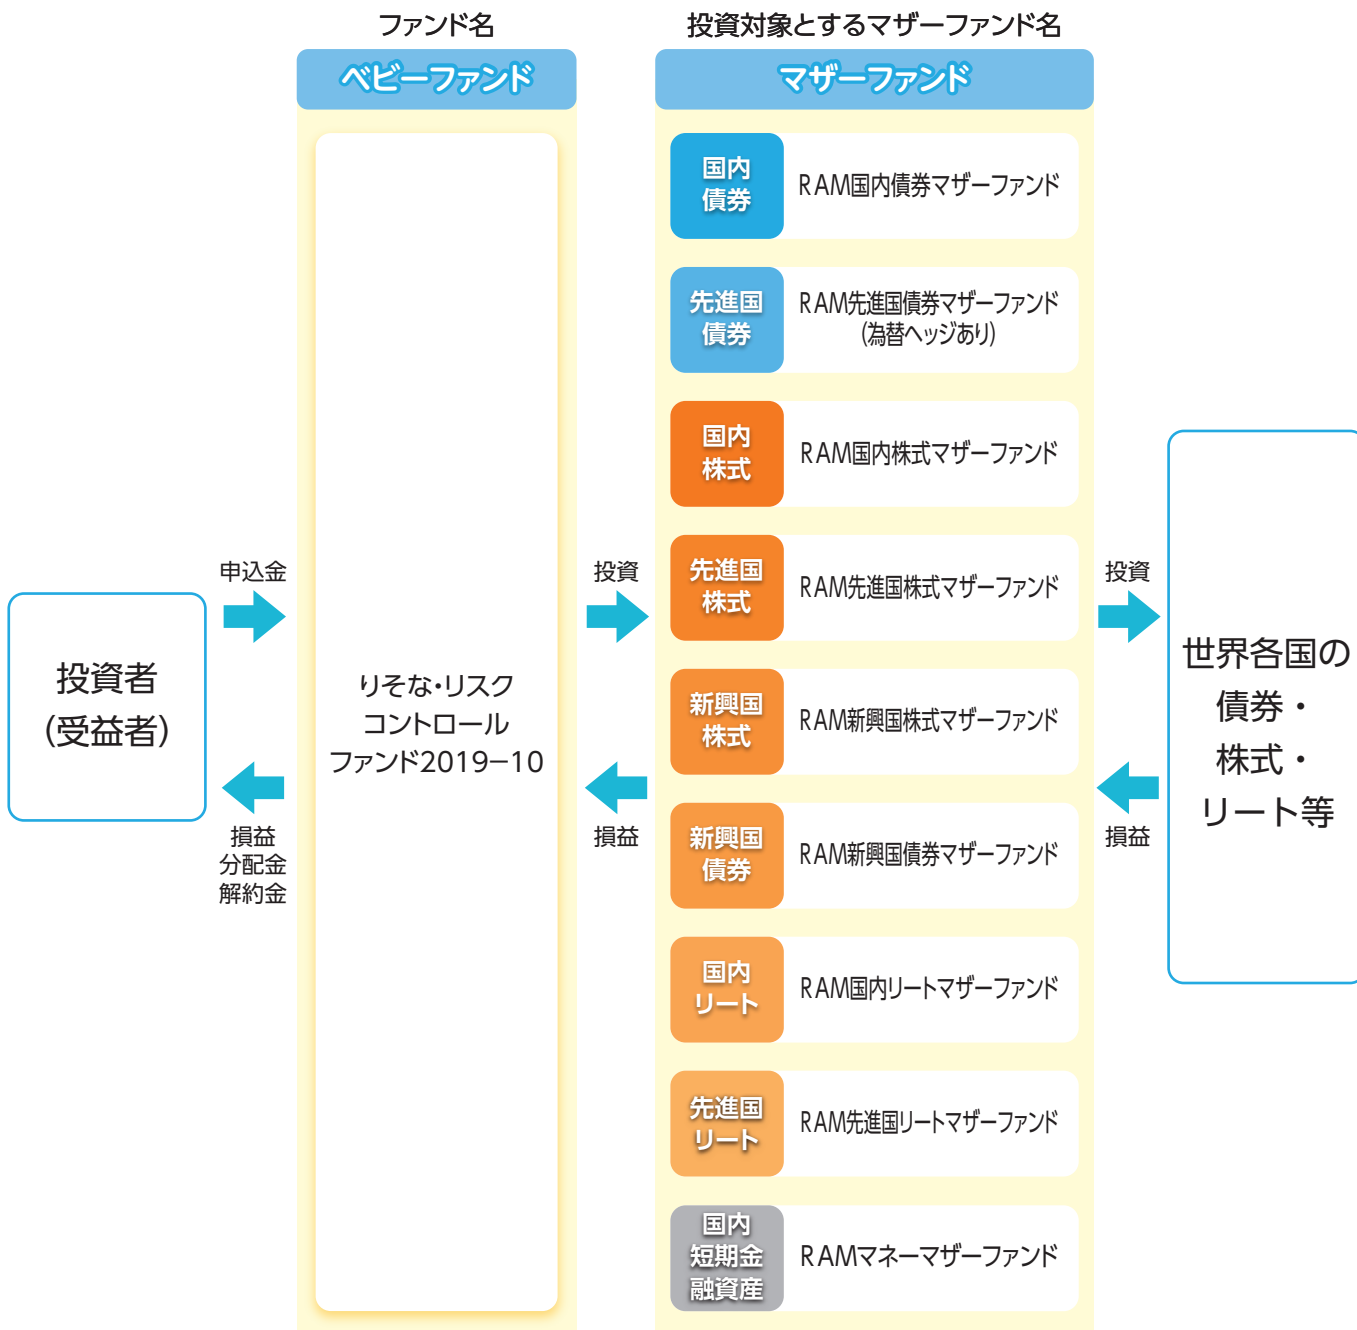 ファンド名
投資対象とするマザーファンド名
ベビーファンド
マザーファンド
投資者
(受益者)
申込金
損益
分配金
解約金
りそな・リスク
コントロール
ファンド2019−10
投資
損益
国内
債券
RAM国内債券マザーファンド
先進国
債券
RAM先進国債券マザーファンド
(為替ヘッジあり)
国内
株式
RAM国内株式マザーファンド
先進国
株式
RAM先進国株式マザーファンド
新興国
株式
RAM新興国株式マザーファンド
新興国
債券
RAM新興国債券マザーファンド
国内
リート
RAM国内リートマザーファンド
先進国
リート
RAM先進国リートマザーファンド
国内
短期金
融資産
RAMマネーマザーファンド
投資
損益
世界各国の
債券・
株式・
リート等